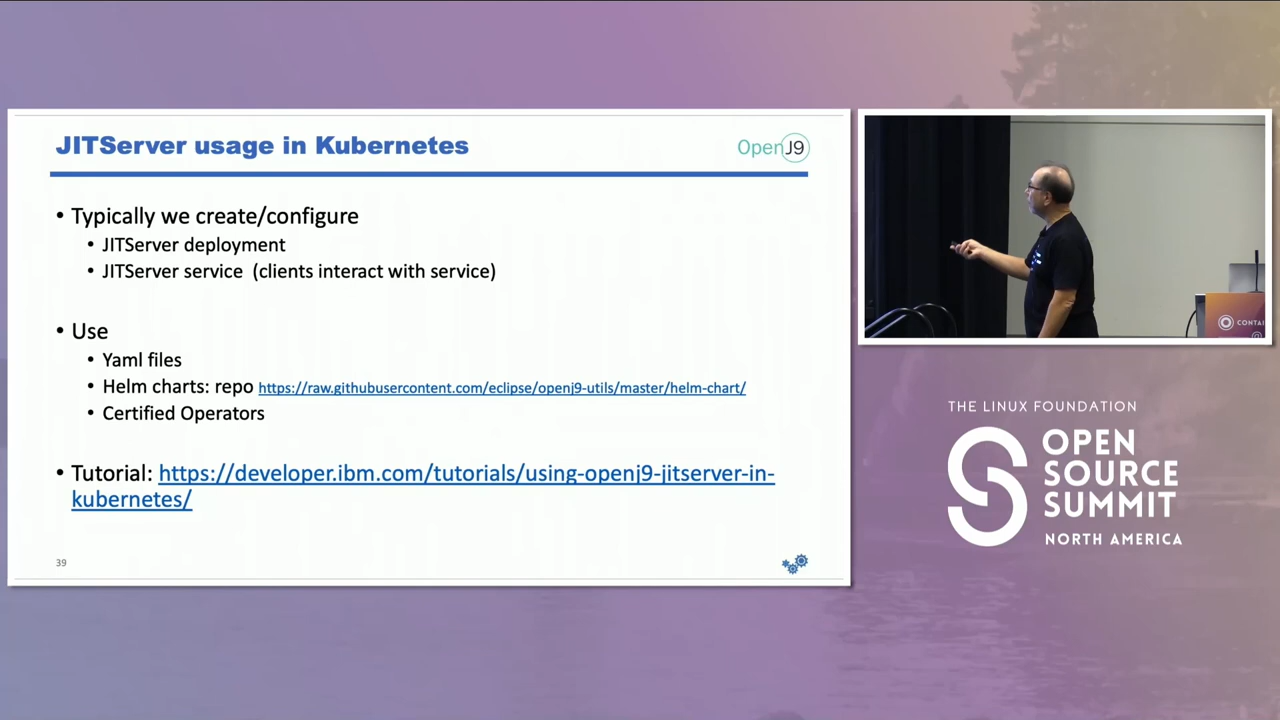 JITServer usage in Kubernetes
OpenJ9
• Typically we create/configure
• JITServer deployment
• JITServer service (clients interact with service)
• Use
• Yaml files
• Helm charts: repo https://raw.githubusercontent.com/eclipse/openj9-utils/master/helm-chart/
• Certified Operators
• Tutorial: https://developer.ibm.com/tutorials/using-openj9-jitserver-in-
kubernetes/
39
CONTAI
THE LINUX FOUNDATION
OPEN
SOURCE
SUMMIT
NORTH AMERICA